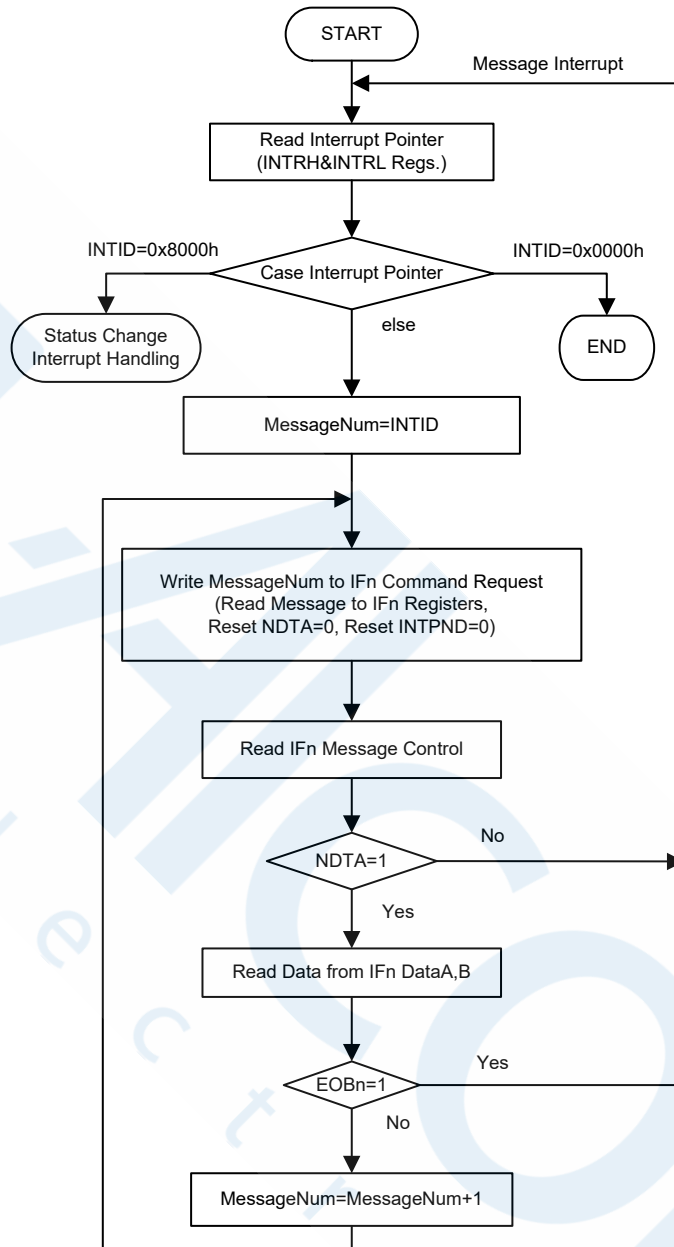 START
Message Interrupt
Read Interrupt Pointer
(INTRH&INTRL Regs.)
INTID=0x8000h
INTID=0x0000h
Case Interrupt Pointer
else
Status Change
Interrupt Handling
END
MessageNum=INTID
Write MessageNum to IFn Command Request
(Read Message to IFn Registers,
Reset NDTA=0, Reset INTPND=0)
Read IFn Message Control
No
NDTA=1
Yes
Read Data from IFn DataA,B
Yes
EOBn=1
No
MessageNum=MessageNum+1